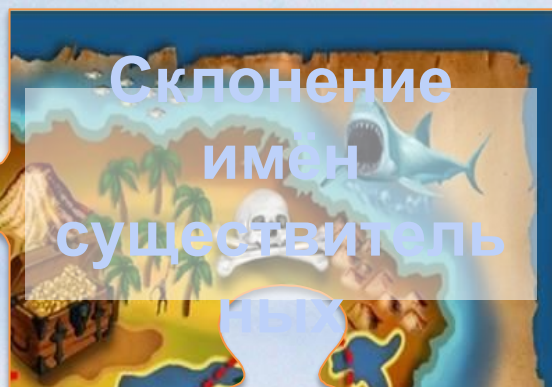 Склонение
имён
существитель
ных